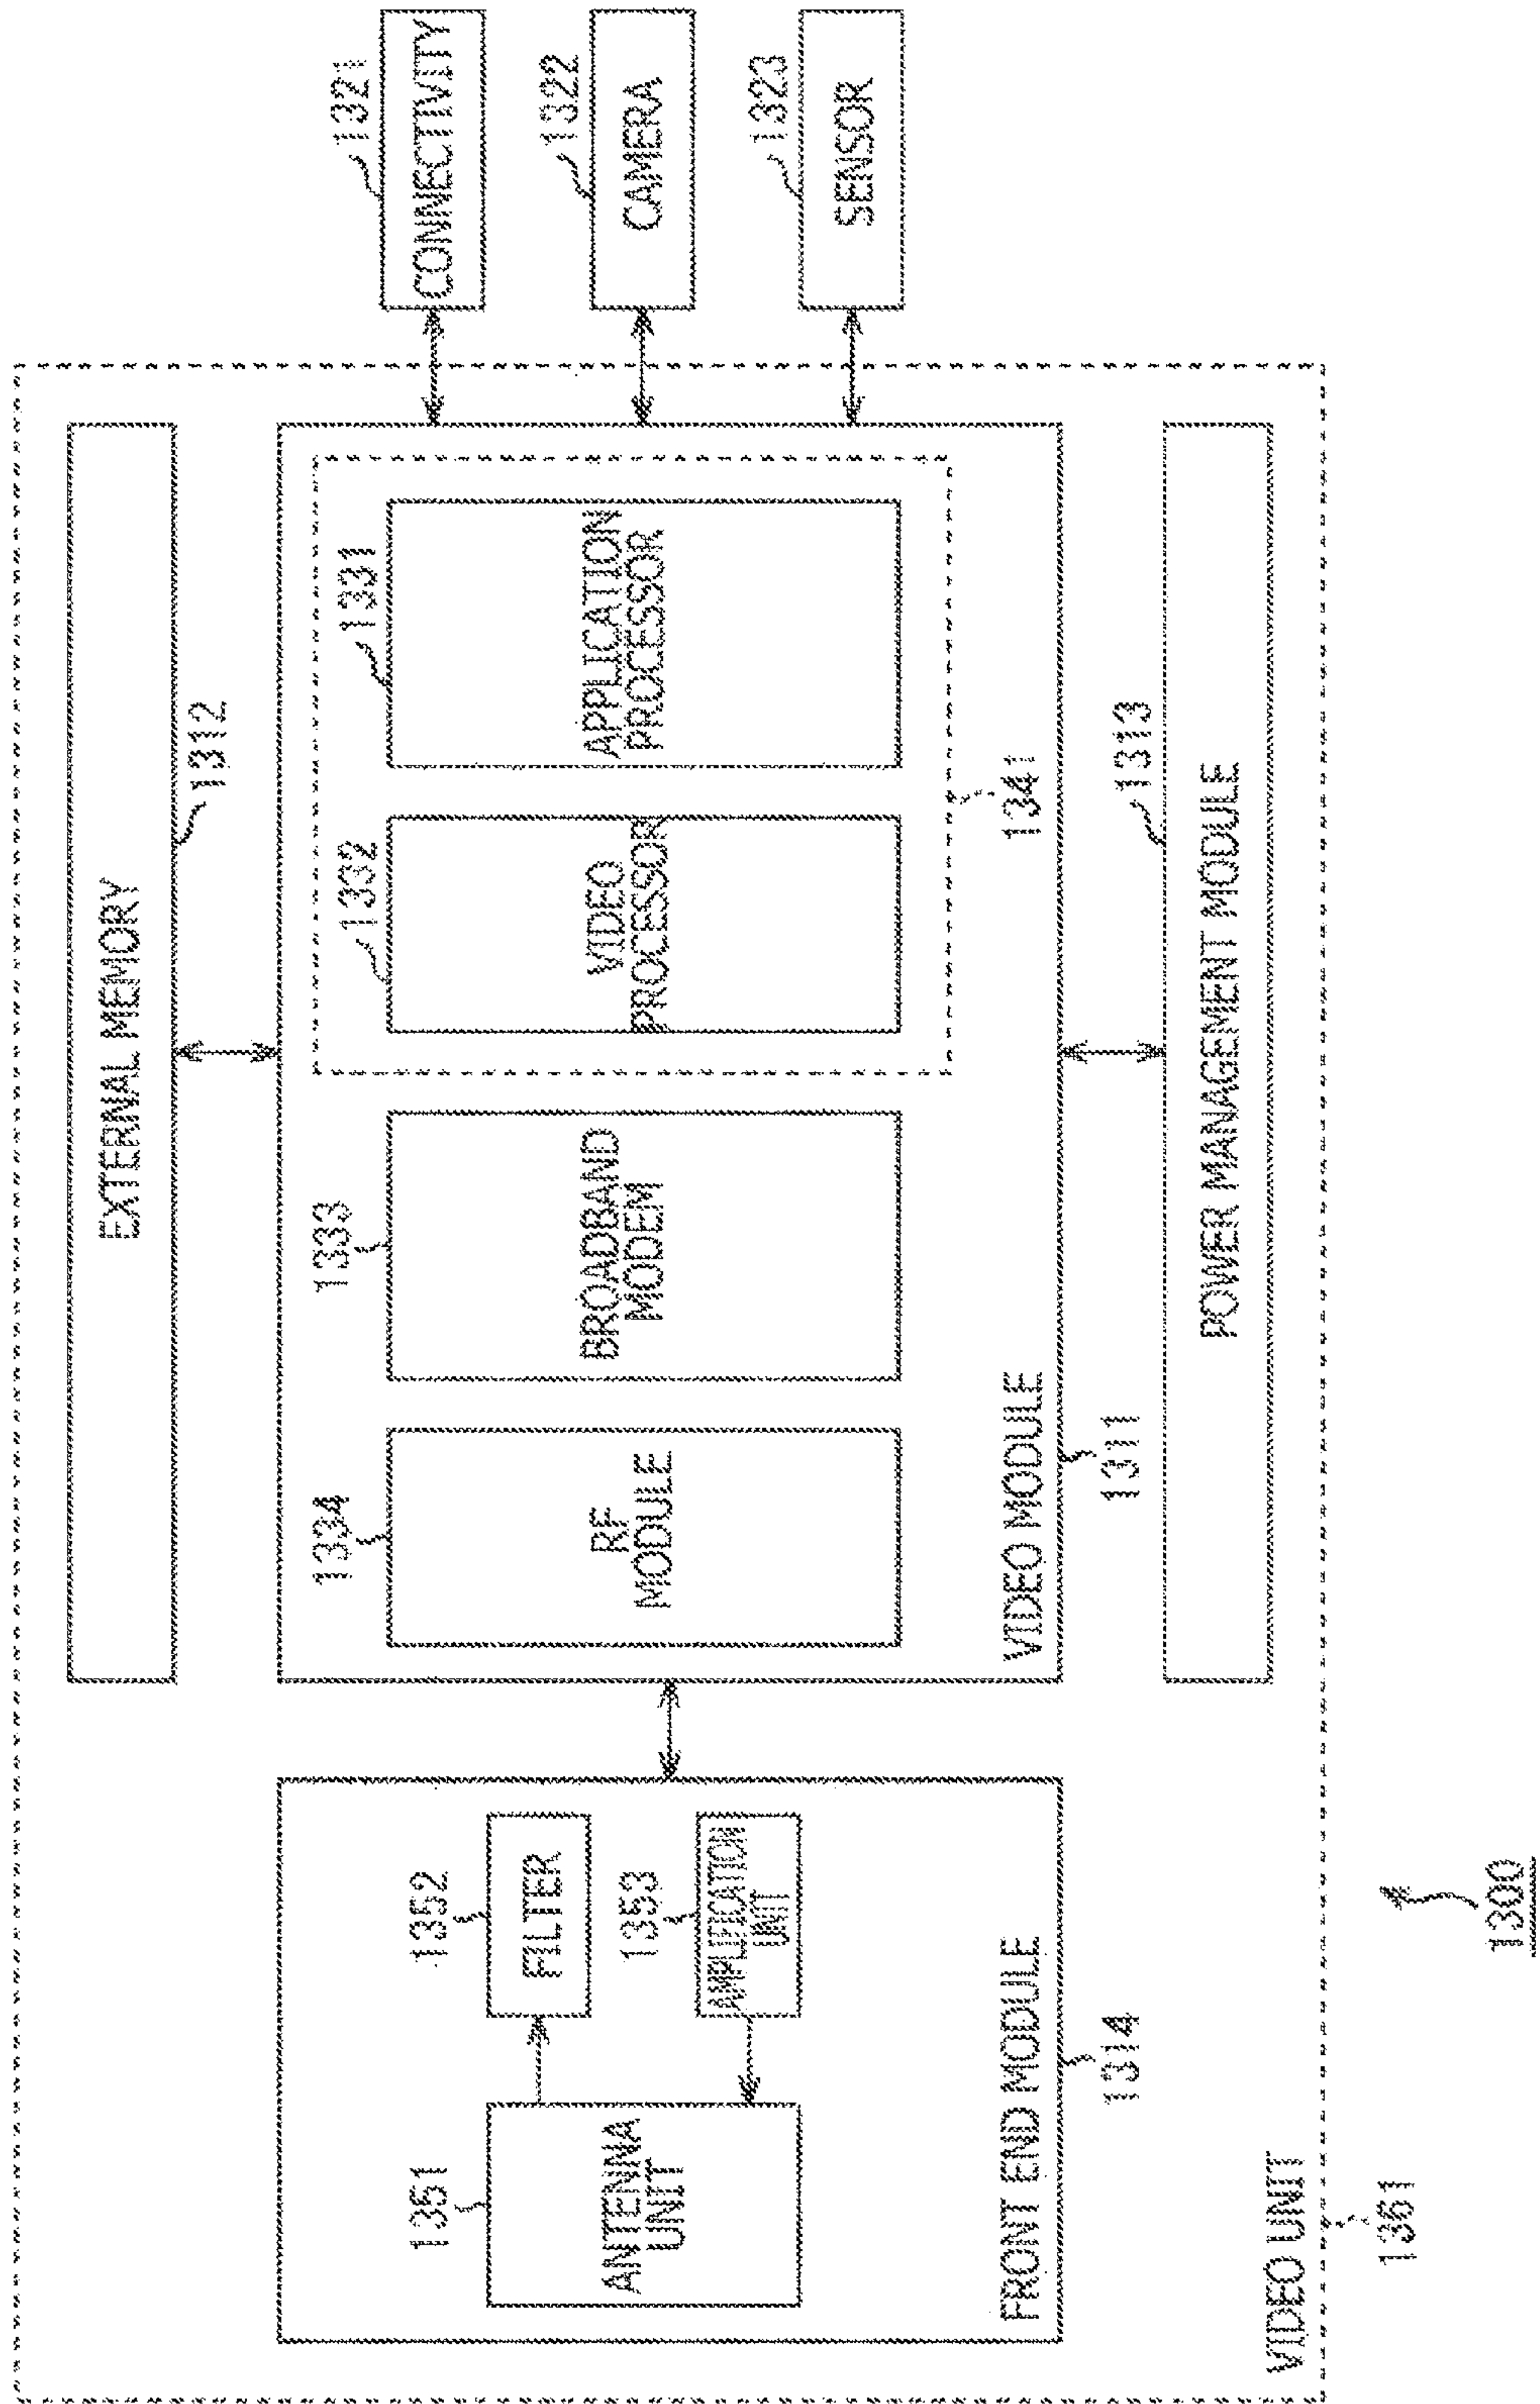 EXTERNAL MEMORY
1312
1321
CONNECTIVITY
1322
CAMERA
1323
SENSOR
1334
RF
MODULE
1333
BROADBAND
MODEM
1332
VIDEO
PROCESSOR
1331
APPLICATION
PROCESSOR
1341
VIDEO MODULE
1311
1351
ANTENNA
UNIT
1352
FILTER
1353
AMPLIFICATION
UNIT
FRONT END MODULE
1314
1313
POWER MANAGEMENT MODULE
VIDEO UNIT
1361
1300